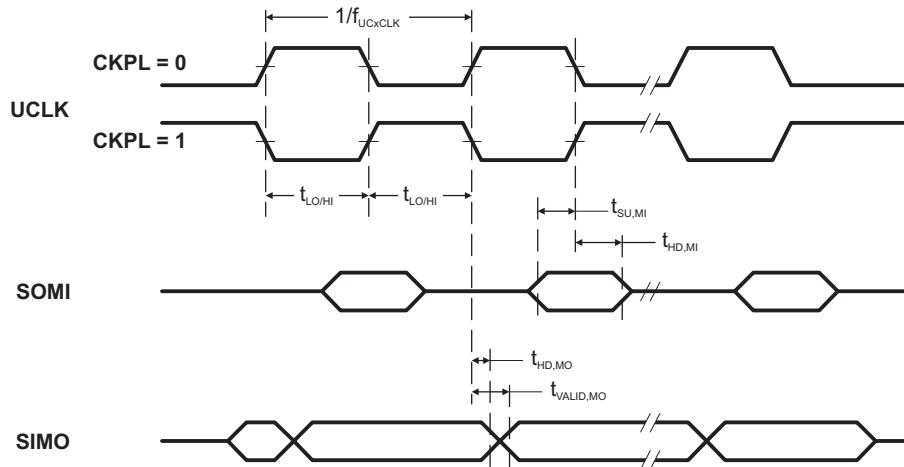 1/fUCxCLK
CKPL = 0
UCLK
CKPL = 1
tLO/HI tLO/HI
tSU,MI
tHD,MI
SOMI
tHD,MO
tVALID,MO
SIMO